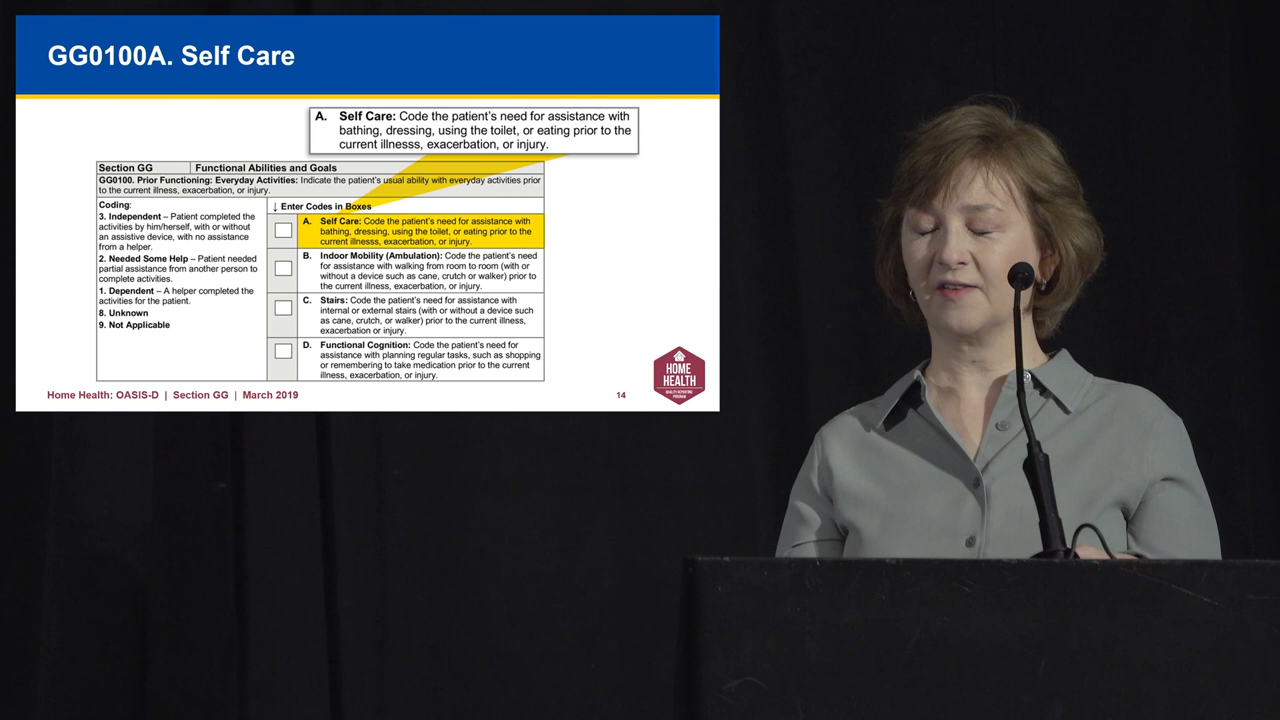 GG0100A. Self Care
A. Self Care: Code the patient's need for assistance with
bathing, dressing, using the toilet, or eating prior to the
current illnesss, exacerbation, or injury.
Section GG Functional Abilities and Goals
GG0100. Prior Functioning: Everyday Activities: Indicate the patient's usual ability with everyday activities prior
to the current illness, exacerbation, or injury.
Coding:
3. Independent – Patient completed the
activities by him/herself, with or without
an assistive device, with no assistance
from a helper.
2. Needed Some Help – Patient needed
partial assistance from another person to
complete activities.
1. Dependent – A helper completed the
activities for the patient.
8. Unknown
9. Not Applicable
↓ Enter Codes in Boxes
A. Self Care: Code the patient's need for assistance with
bathing, dressing, using the toilet, or eating prior to the
current illnesss, exacerbation, or injury.
B. Indoor Mobility (Ambulation): Code the patient's need
for assistance with walking from room to room (with or
without a device such as cane, crutch or walker) prior to
the current illness, exacerbation, or injury.
C. Stairs: Code the patient's need for assistance with
internal or external stairs (with or without a device such
as cane, crutch, or walker) prior to the current illness,
exacerbation or injury.
D. Functional Cognition: Code the patient's need for
assistance with planning regular tasks, such as shopping
or remembering to take medication prior to the current
illness, exacerbation, or injury.
Home Health: OASIS-D | Section GG | March 2019
14
HOME
HEALTH
QUALITY REPORTING
PROGRAM